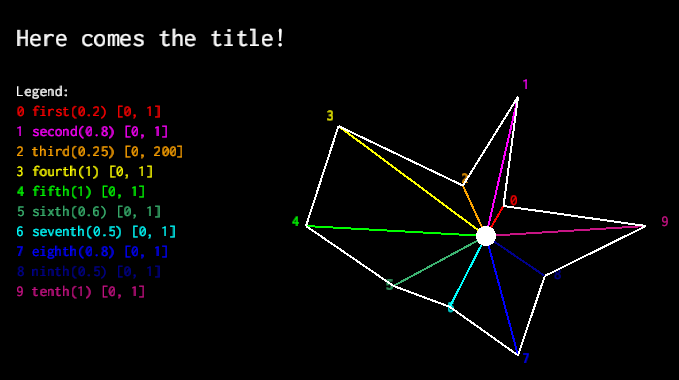 Here comes the title!
Legend:
0 first(0.2) [0, 1]
1 second(0.8) [0, 1]
2 third(0.25) [0, 200]
3 fourth(1) [0, 1]
4 fifth(1) [0, 1]
5 sixth(0.6) [0, 1]
6 seventh(0.5) [0, 1]
7 eighth(0.8) [0, 1]
8 ninth(0.5) [0, 1]
9 tenth(1) [0, 1]
1
3
2
0
4
9
8
5
6
7